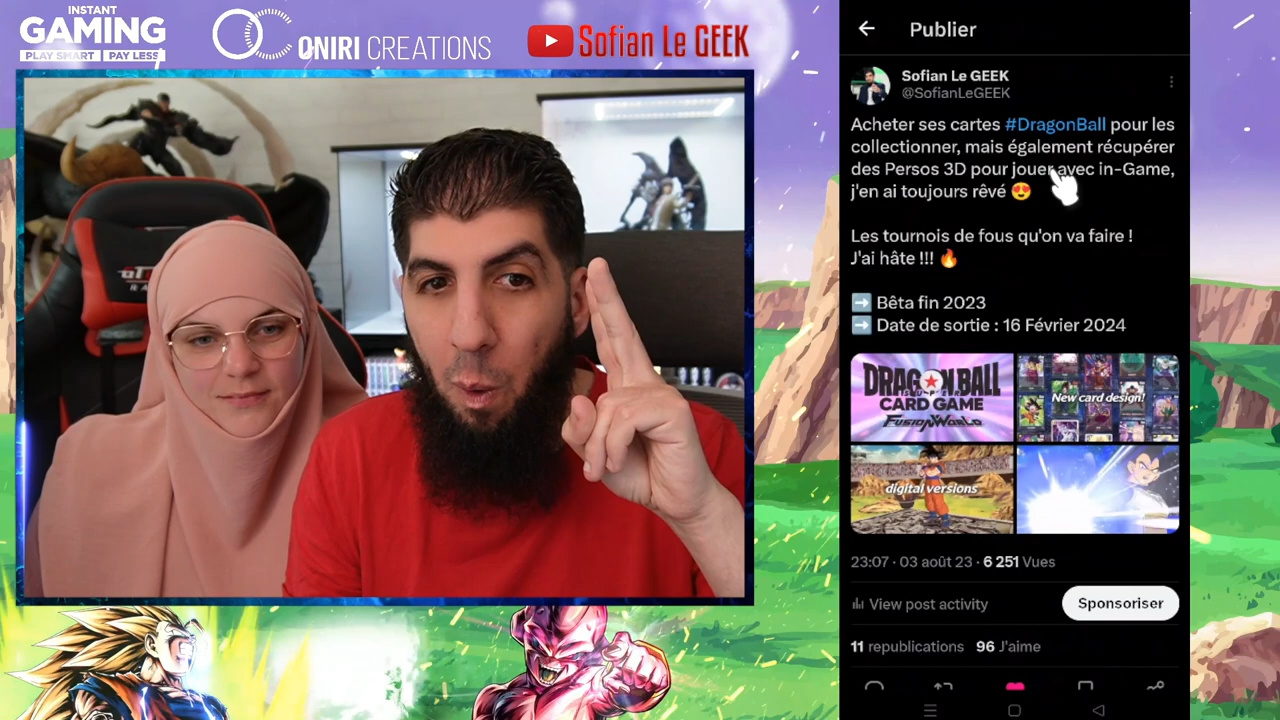 INSTANT
GAMING
PLAY SMART PAY LESS
OC ONIRI CREATIONS
Sofian Le GEEK
Publier
Sofian Le GEEK
@SofianLeGEEK
Acheter ses cartes #DragonBall pour les
collectionner, mais également récupérer
des Persos 3D pour jouer avec in-Game,
j'en ai toujours rêvé 😍
Les tournois de fous qu'on va faire !
J'ai hâte !!! 🔥
➡️ Bêta fin 2023
➡️ Date de sortie : 16 Février 2024
DRAGON BALL
SUPER
CARD GAME
FUSION WORLD
New card design!
digital versions
23:07 · 03 août 23 · 6 251 Vues
View post activity
Sponsoriser
11 republications 96 J'aime